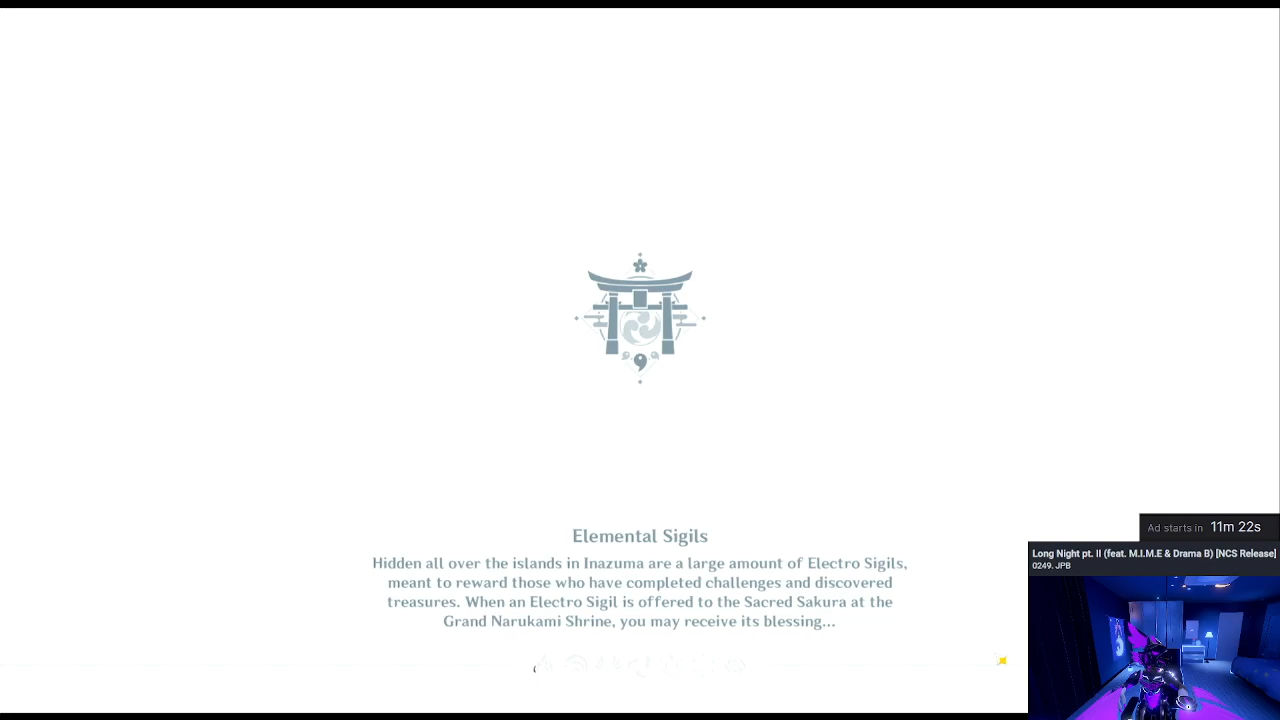 Elemental Sigils
Hidden all over the islands in Inazuma are a large amount of Electro Sigils,
meant to reward those who have completed challenges and discovered
treasures. When an Electro Sigil is offered to the Sacred Sakura at the
Grand Narukami Shrine, you may receive its blessing...
Ad starts in 11m 22s
Long Night pt. II (feat. M.I.M.E & Drama B) [NCS Release]
0249. JPB